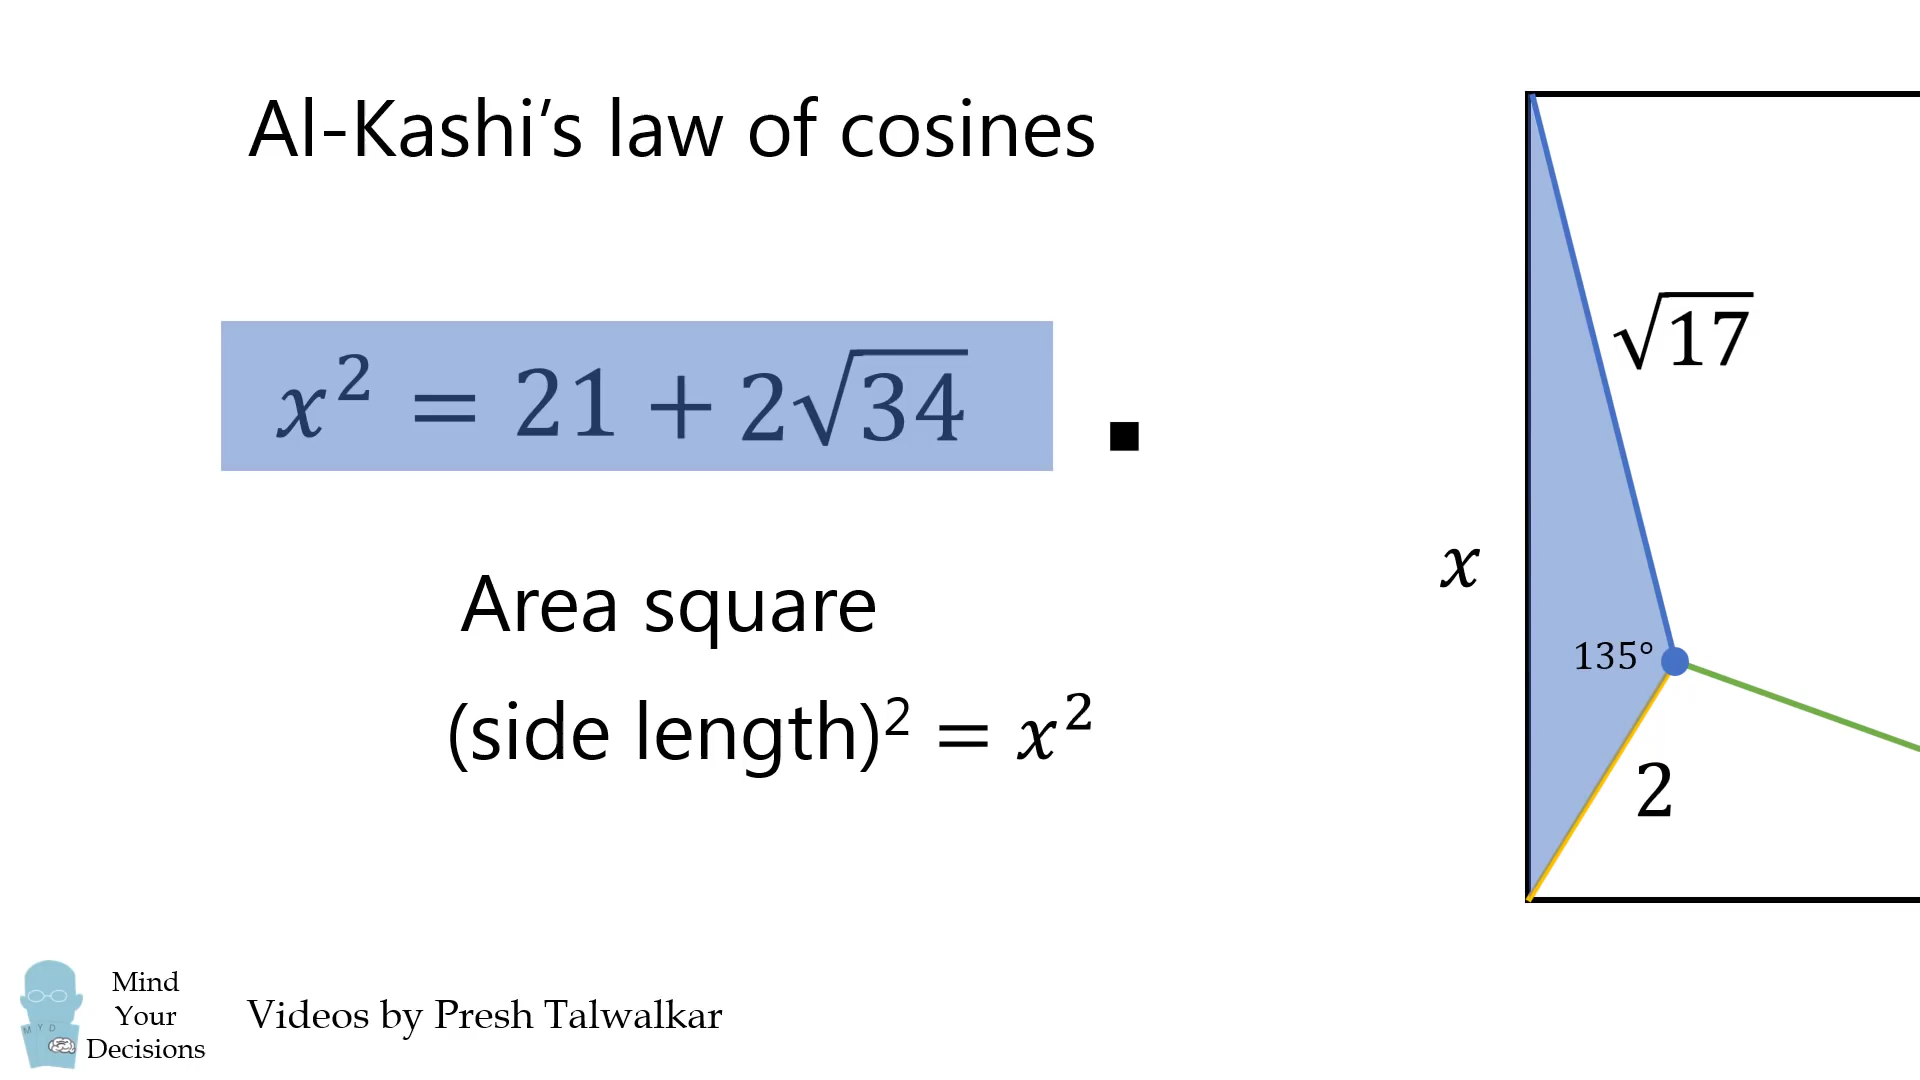 Al-Kashi’s law of cosines
x² = 21 + 2√34
√17
x
135°
2
Area square
(side length)² = x²
M Y D
Mind
Your
Decisions
Videos by Presh Talwalkar